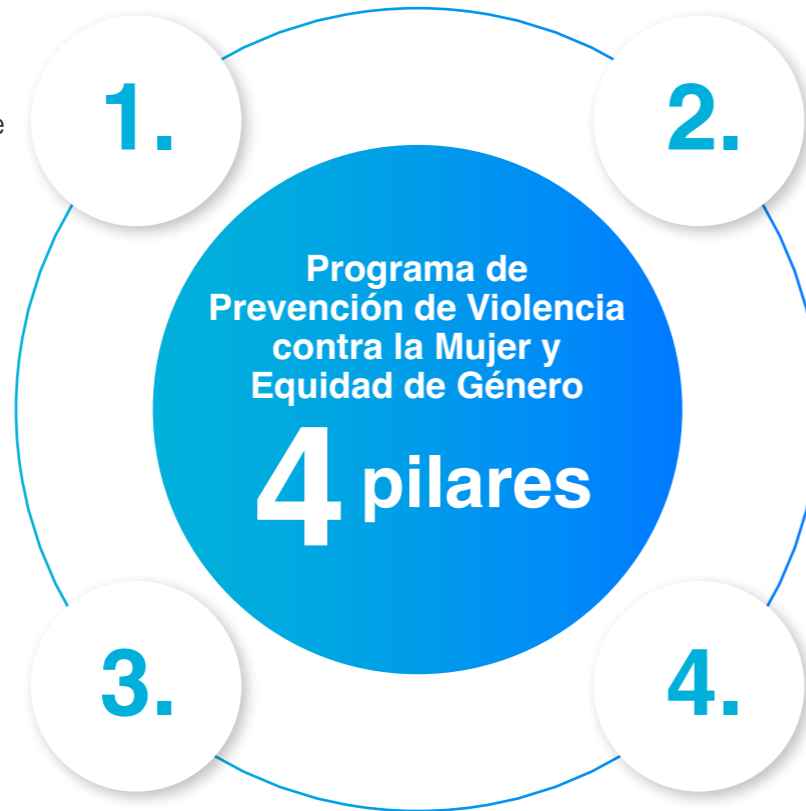 1.
2.
Programa de
Prevención de Violencia
contra la Mujer y
Equidad de Género
4 pilares
3.
4.